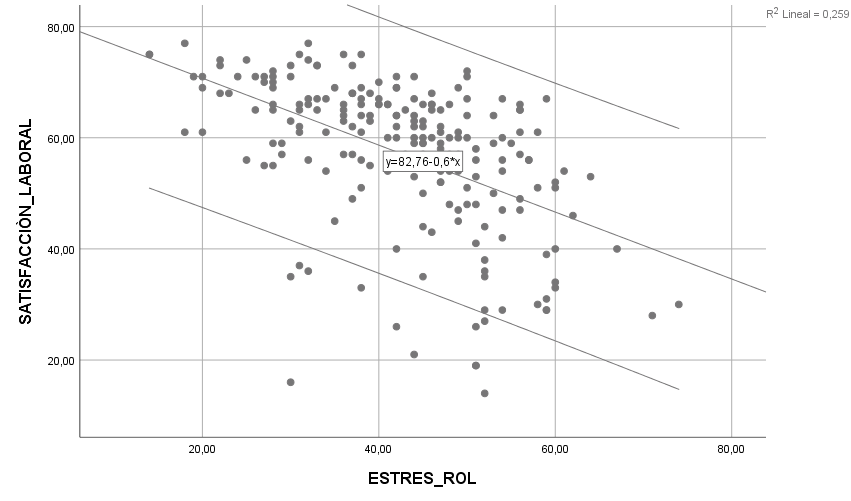 R2 Lineal = 0,259
80,00
60,00
40,00
20,00
SATISFACCIÓN_LABORAL
y=82,76-0,6*x
20,00
40,00
60,00
80,00
ESTRES_ROL